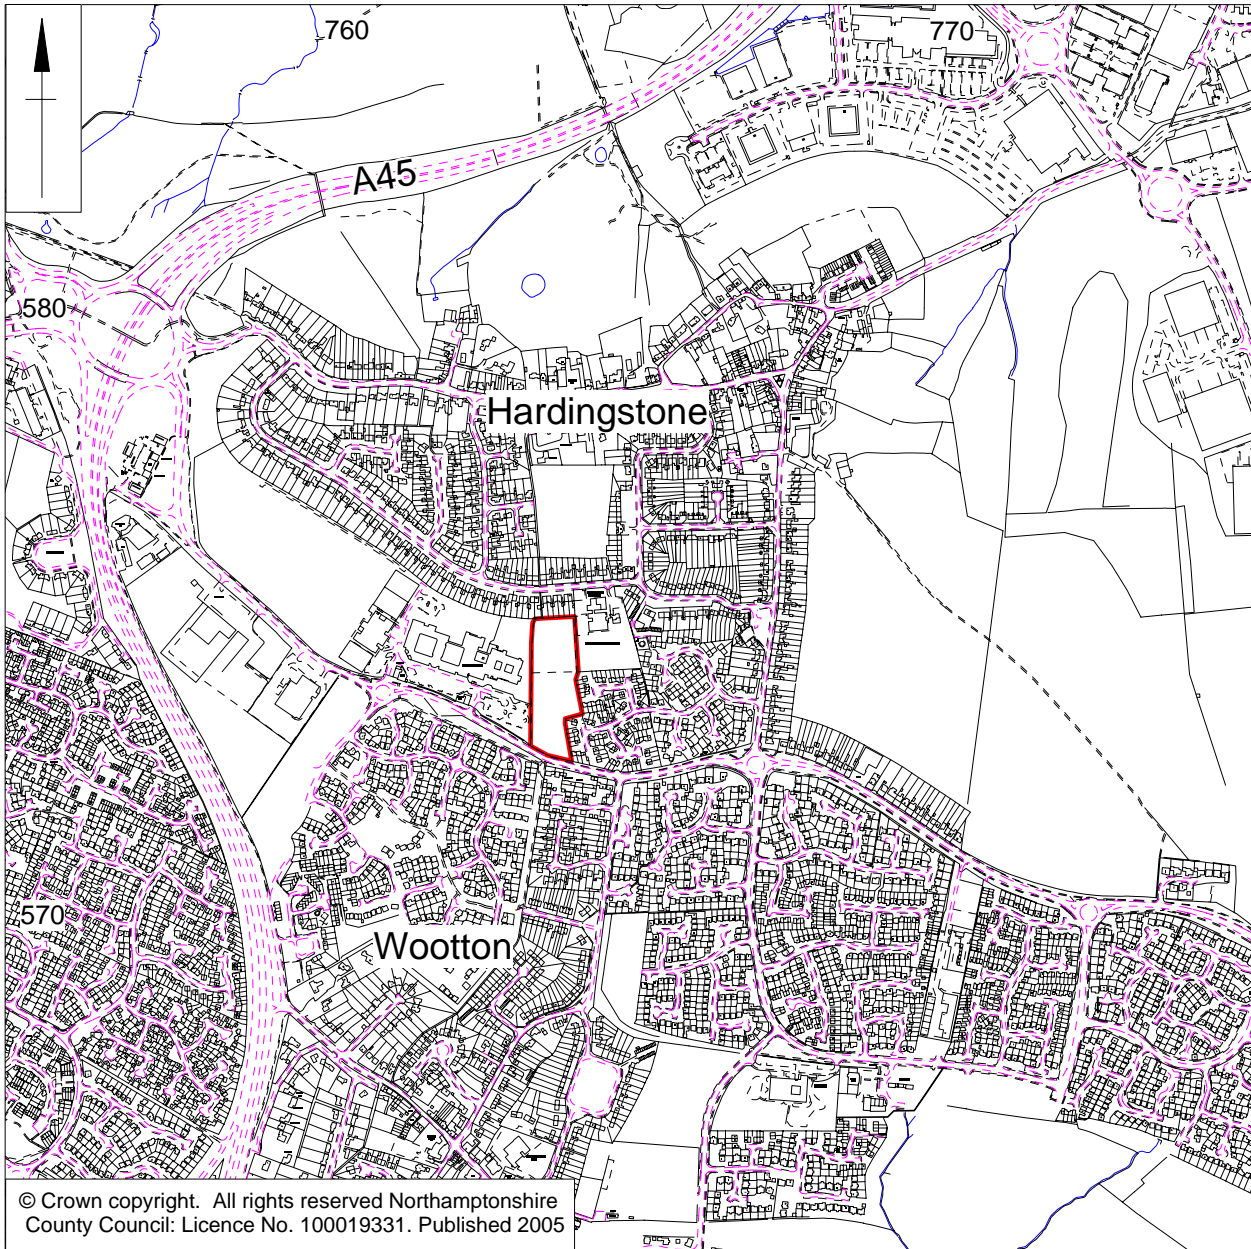 760
770
A45
580
Hardingstone
570
Wootton
© Crown copyright. All rights reserved Northamptonshire
County Council: Licence No. 100019331. Published 2005